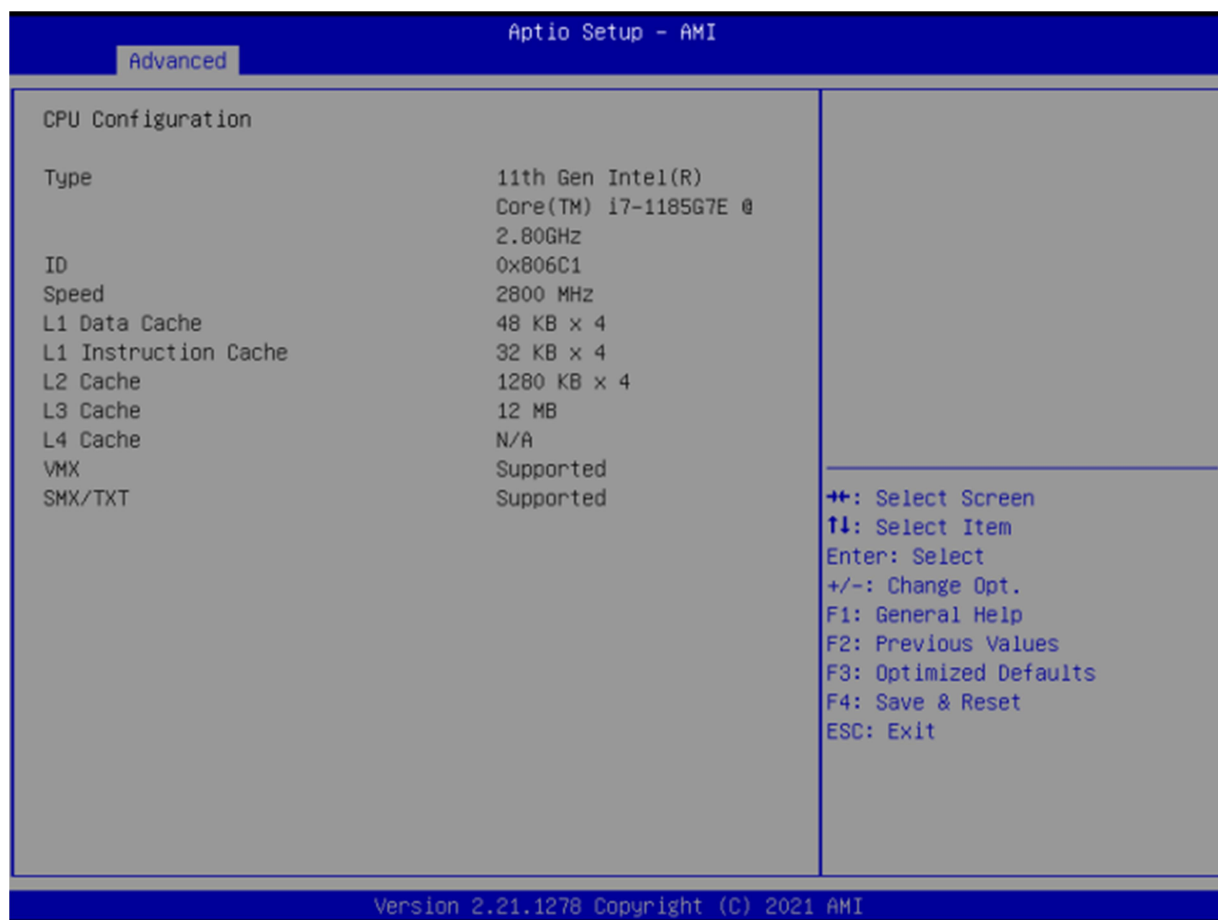 Aptio Setup – AMI
Advanced
CPU Configuration
Type 11th Gen Intel(R)
Core(TM) i7-1185G7E @
2.80GHz
ID 0x806C1
Speed 2800 MHz
L1 Data Cache 48 KB x 4
L1 Instruction Cache 32 KB x 4
L2 Cache 1280 KB x 4
L3 Cache 12 MB
L4 Cache N/A
VMX Supported
SMX/TXT Supported
→←: Select Screen
↑↓: Select Item
Enter: Select
+/-: Change Opt.
F1: General Help
F2: Previous Values
F3: Optimized Defaults
F4: Save & Reset
ESC: Exit
Version 2.21.1278 Copyright (C) 2021 AMI